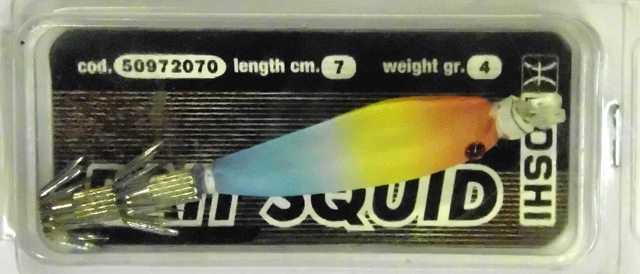 cod. 50972070 length cm. 7 weight gr. 4
SQUID